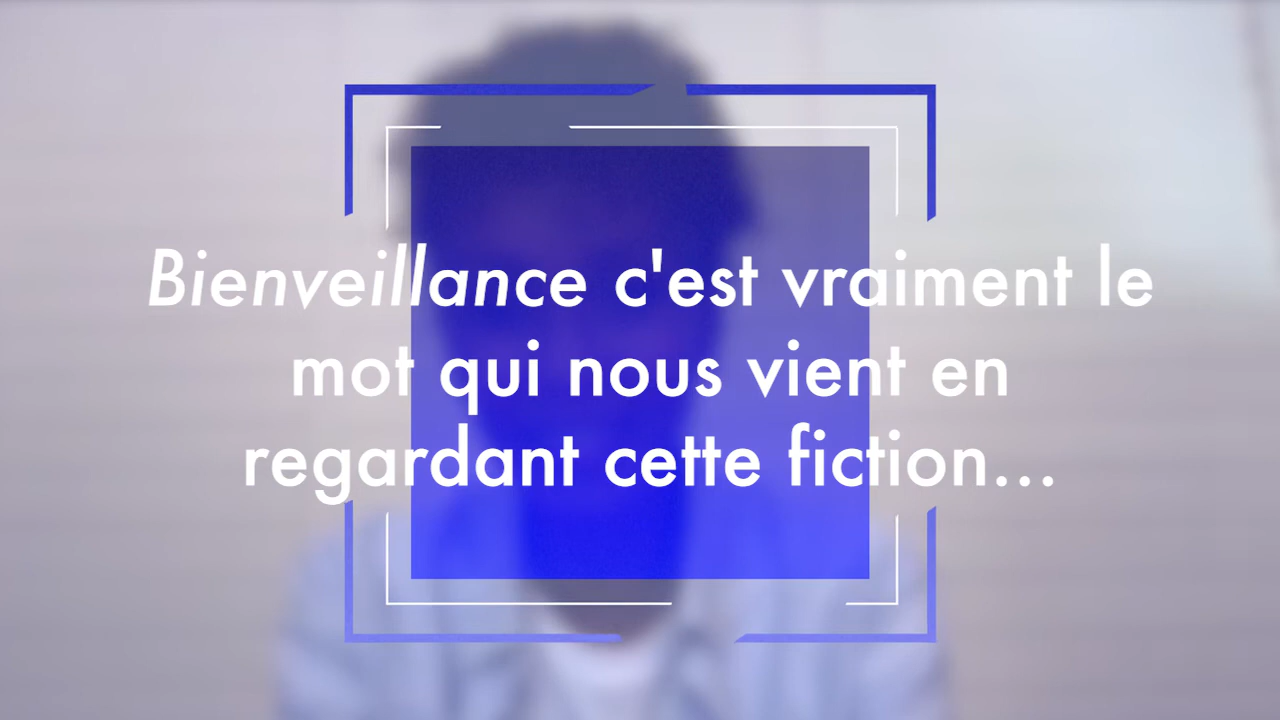 Bienveillance c'est vraiment le
mot qui nous vient en
regardant cette fiction...